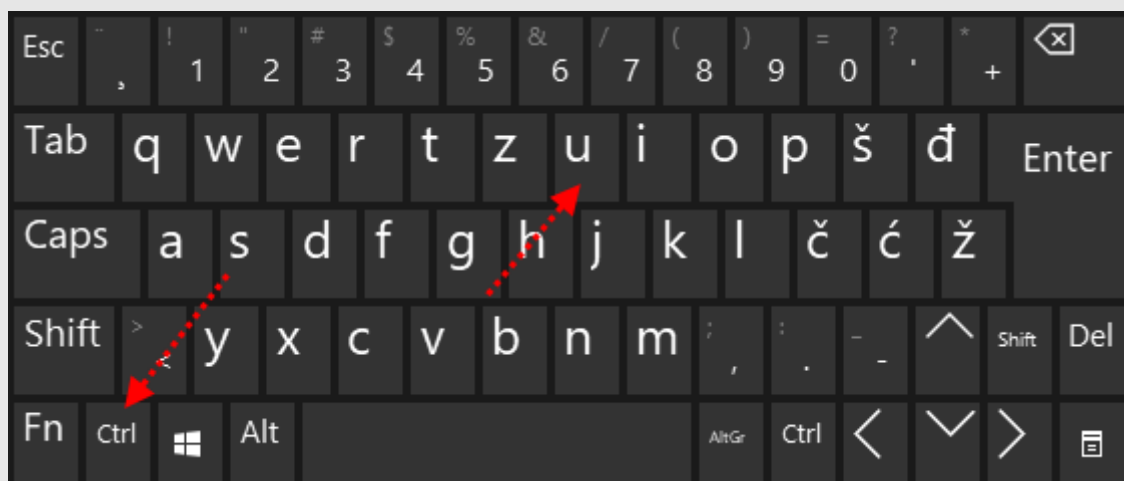 Esc ¨ ¸ ! 1 " 2 # 3 $ 4 % 5 & 6 / 7 ( 8 ) 9 = 0 ? ' * +
Tab q w e r t z u i o p š đ Enter
Caps a s d f g h j k l č ć ž
Shift > < y x c v b n m ; , : . _ - Shift Del
Fn Ctrl Alt AltGr Ctrl